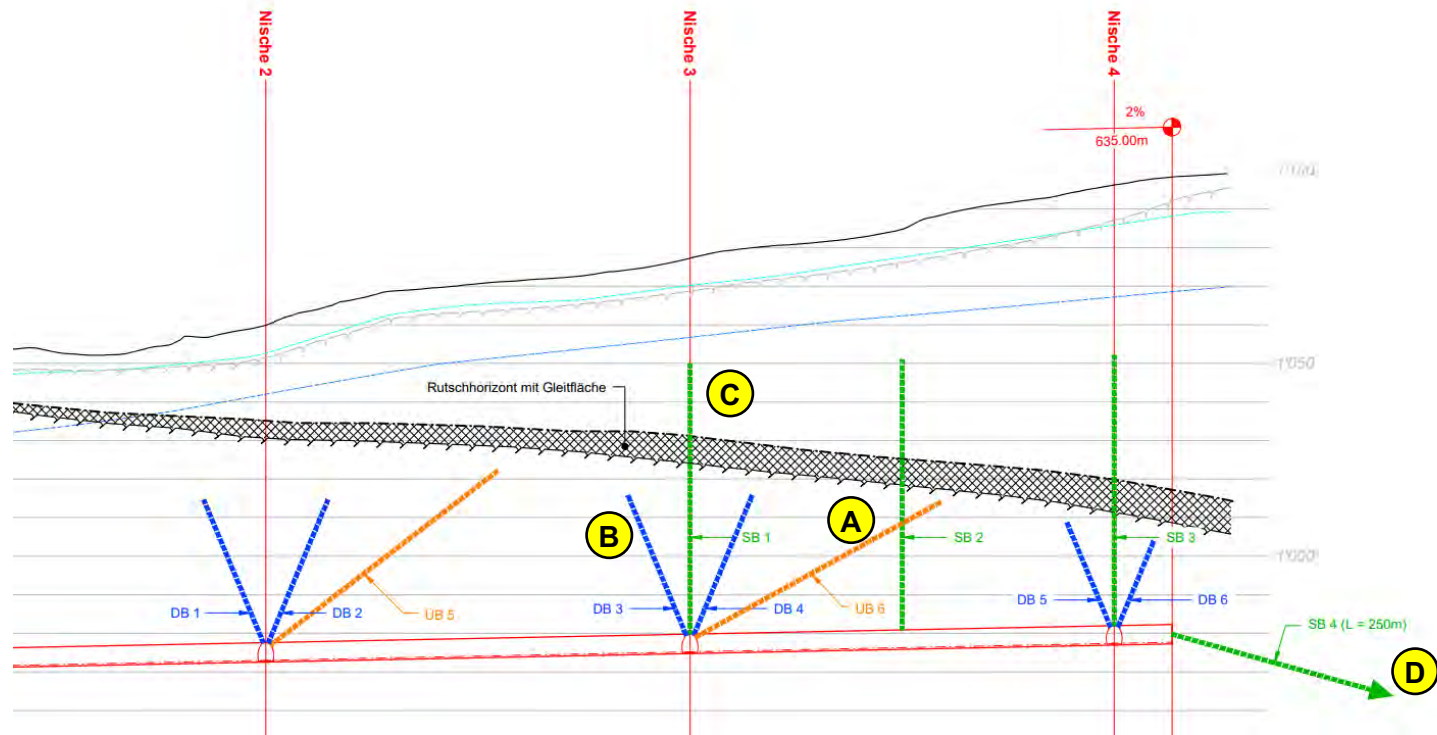 Nische 2
Nische 3
Nische 4
2%
635.00m
1'050
Rutschhorizont mit Gleitfläche
C
A
B
SB 1
SB 2
SB 3
1'000
DB 1
DB 2
ÜB 5
DB 3
DB 4
ÜB 6
DB 5
DB 6
SB 4 (L = 250m)
D